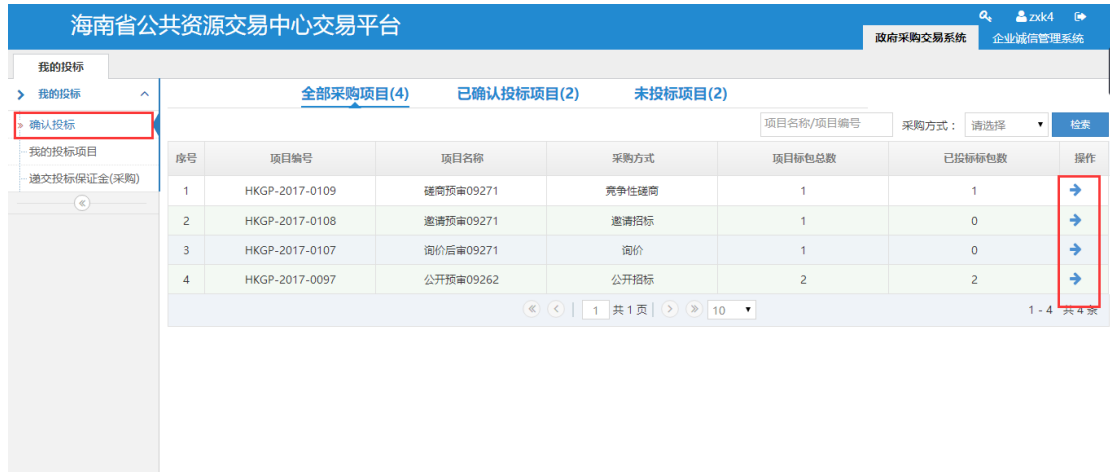 海南省公共资源交易中心交易平台
zxk4
政府采购交易系统 企业诚信管理系统
我的投标
我的投标
确认投标
我的投标项目
递交投标保证金(采购)
全部采购项目(4) 已确认投标项目(2) 未投标项目(2)
项目名称/项目编号 采购方式： 请选择 检索
序号 项目编号 项目名称 采购方式 项目标包总数 已投标标包数 操作
1 HKGP-2017-0109 磋商预审09271 竞争性磋商 1 1
2 HKGP-2017-0108 邀请预审09271 邀请招标 1 0
3 HKGP-2017-0107 询价后审09271 询价 1 0
4 HKGP-2017-0097 公开预审09262 公开招标 2 2
1 共 1 页 10 1 - 4 共 4 条